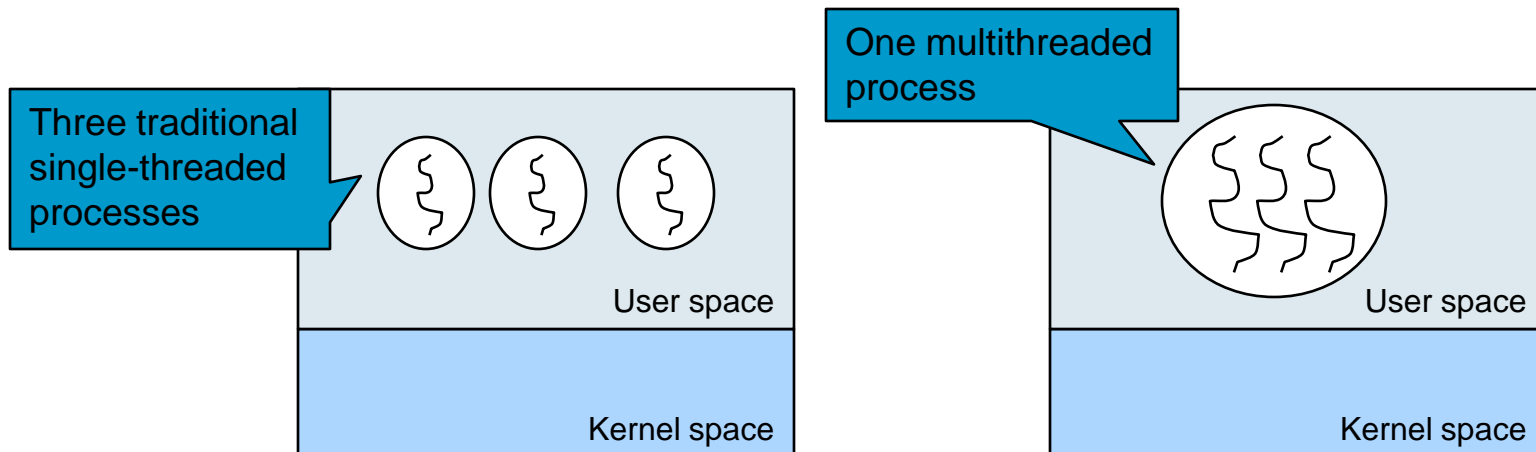 Three traditional
single-threaded
processes
User space
Kernel space
One multithreaded
process
User space
Kernel space